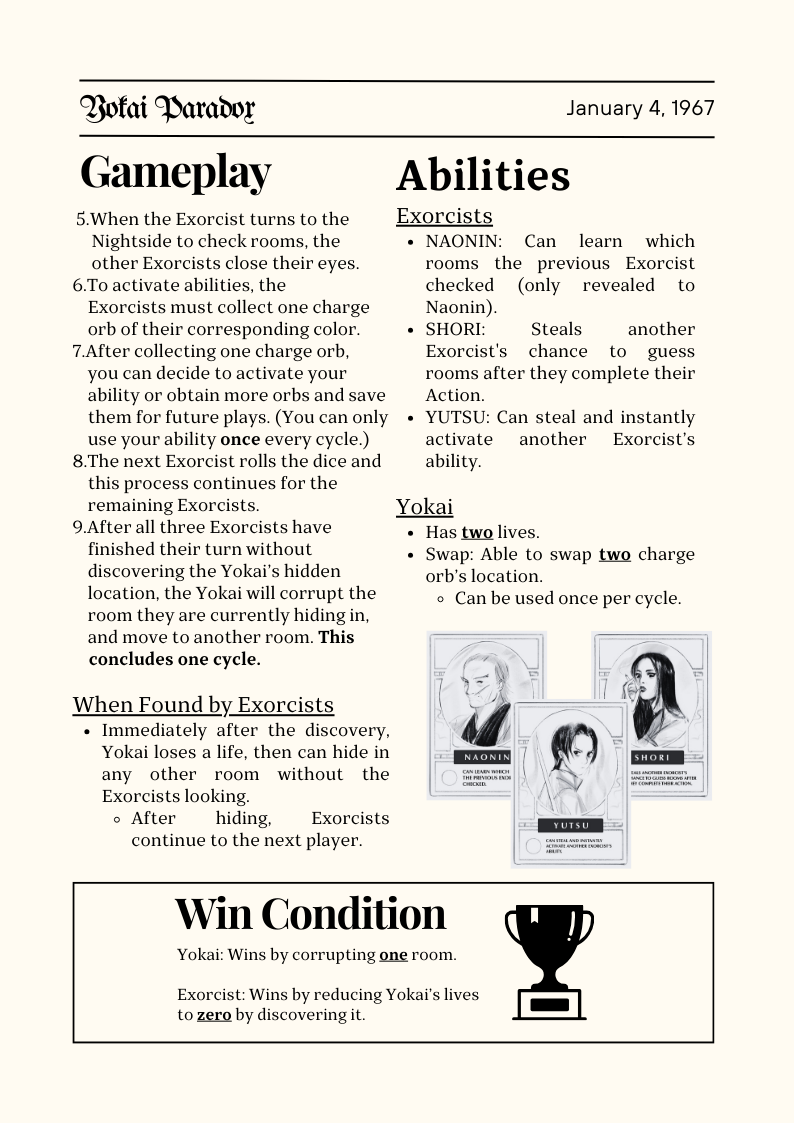 Yokai Paradox
January 4, 1967
Gameplay
5.When the Exorcist turns to the
Nightside to check rooms, the
other Exorcists close their eyes.
6.To activate abilities, the
Exorcists must collect one charge
orb of their corresponding color.
7.After collecting one charge orb,
you can decide to activate your
ability or obtain more orbs and save
them for future plays. (You can only
use your ability once every cycle.)
8.The next Exorcist rolls the dice and
this process continues for the
remaining Exorcists.
9.After all three Exorcists have
finished their turn without
discovering the Yokai's hidden
location, the Yokai will corrupt the
room they are currently hiding in,
and move to another room. This
concludes one cycle.
When Found by Exorcists
• Immediately after the discovery,
Yokai loses a life, then can hide in
any other room without the
Exorcists looking.
◦ After hiding, Exorcists
continue to the next player.
Abilities
Exorcists
• NAONIN: Can learn which
rooms the previous Exorcist
checked (only revealed to
Naonin).
• SHORI: Steals another
Exorcist's chance to guess
rooms after they complete their
Action.
• YUTSU: Can steal and instantly
activate another Exorcist's
ability.
Yokai
• Has two lives.
• Swap: Able to swap two charge
orb's location.
◦ Can be used once per cycle.
NAONIN
CAN LEARN WHICH
THE PREVIOUS EXOR
CHECKED.
SHORI
EALS ANOTHER EXORCIST'S
ANCE TO GUESS ROOMS AFTER
EY COMPLETE THEIR ACTION.
YUTSU
CAN STEAL AND INSTANTLY
ACTIVATE ANOTHER EXORCIST'S
ABILITY.
Win Condition
Yokai: Wins by corrupting one room.
Exorcist: Wins by reducing Yokai's lives
to zero by discovering it.